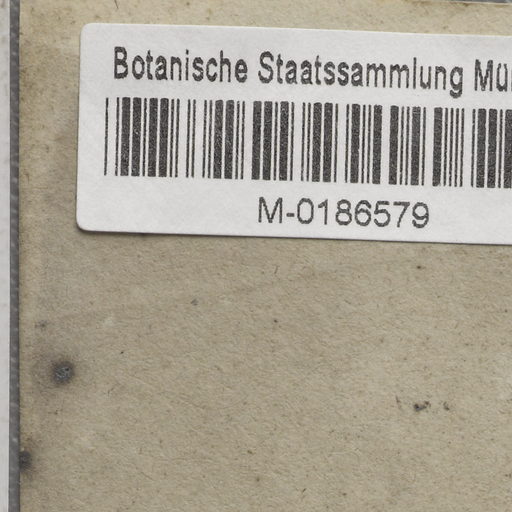 Botanische Staatssammlung Mü
M-0186579